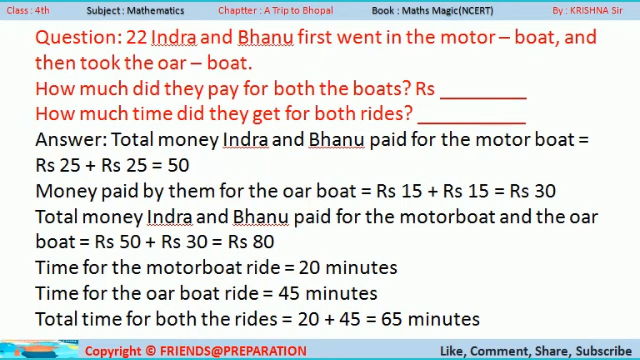 Class : 4th Subject : Mathematics Chaptter : A Trip to Bhopal Book : Maths Magic(NCERT) By : KRISHNA Sir
Question: 22 Indra and Bhanu first went in the motor – boat, and
then took the oar – boat.
How much did they pay for both the boats? Rs _________
How much time did they get for both rides? ___________
Answer: Total money Indra and Bhanu paid for the motor boat =
Rs 25 + Rs 25 = 50
Money paid by them for the oar boat = Rs 15 + Rs 15 = Rs 30
Total money Indra and Bhanu paid for the motorboat and the oar
boat = Rs 50 + Rs 30 = Rs 80
Time for the motorboat ride = 20 minutes
Time for the oar boat ride = 45 minutes
Total time for both the rides = 20 + 45 = 65 minutes
Copyright © FRIENDS@PREPARATION Like, Comment, Share, Subscribe